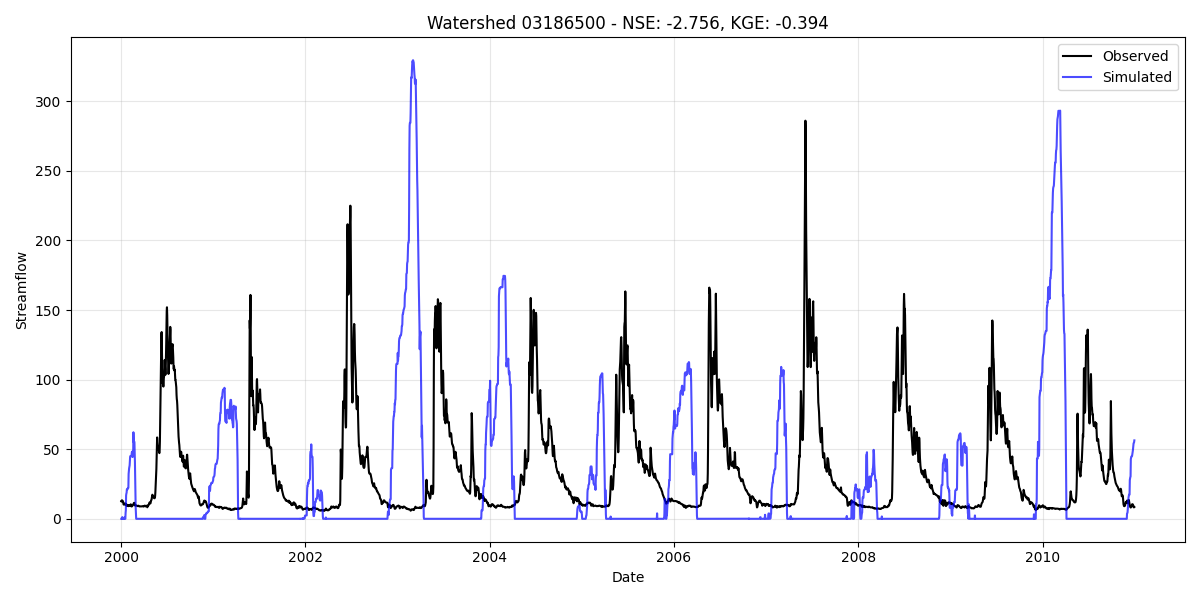 Watershed 03186500 - NSE: -2.756, KGE: -0.394
Observed
Simulated
Streamflow
300
250
200
150
100
50
0
2000 2002 2004 2006 2008 2010
Date